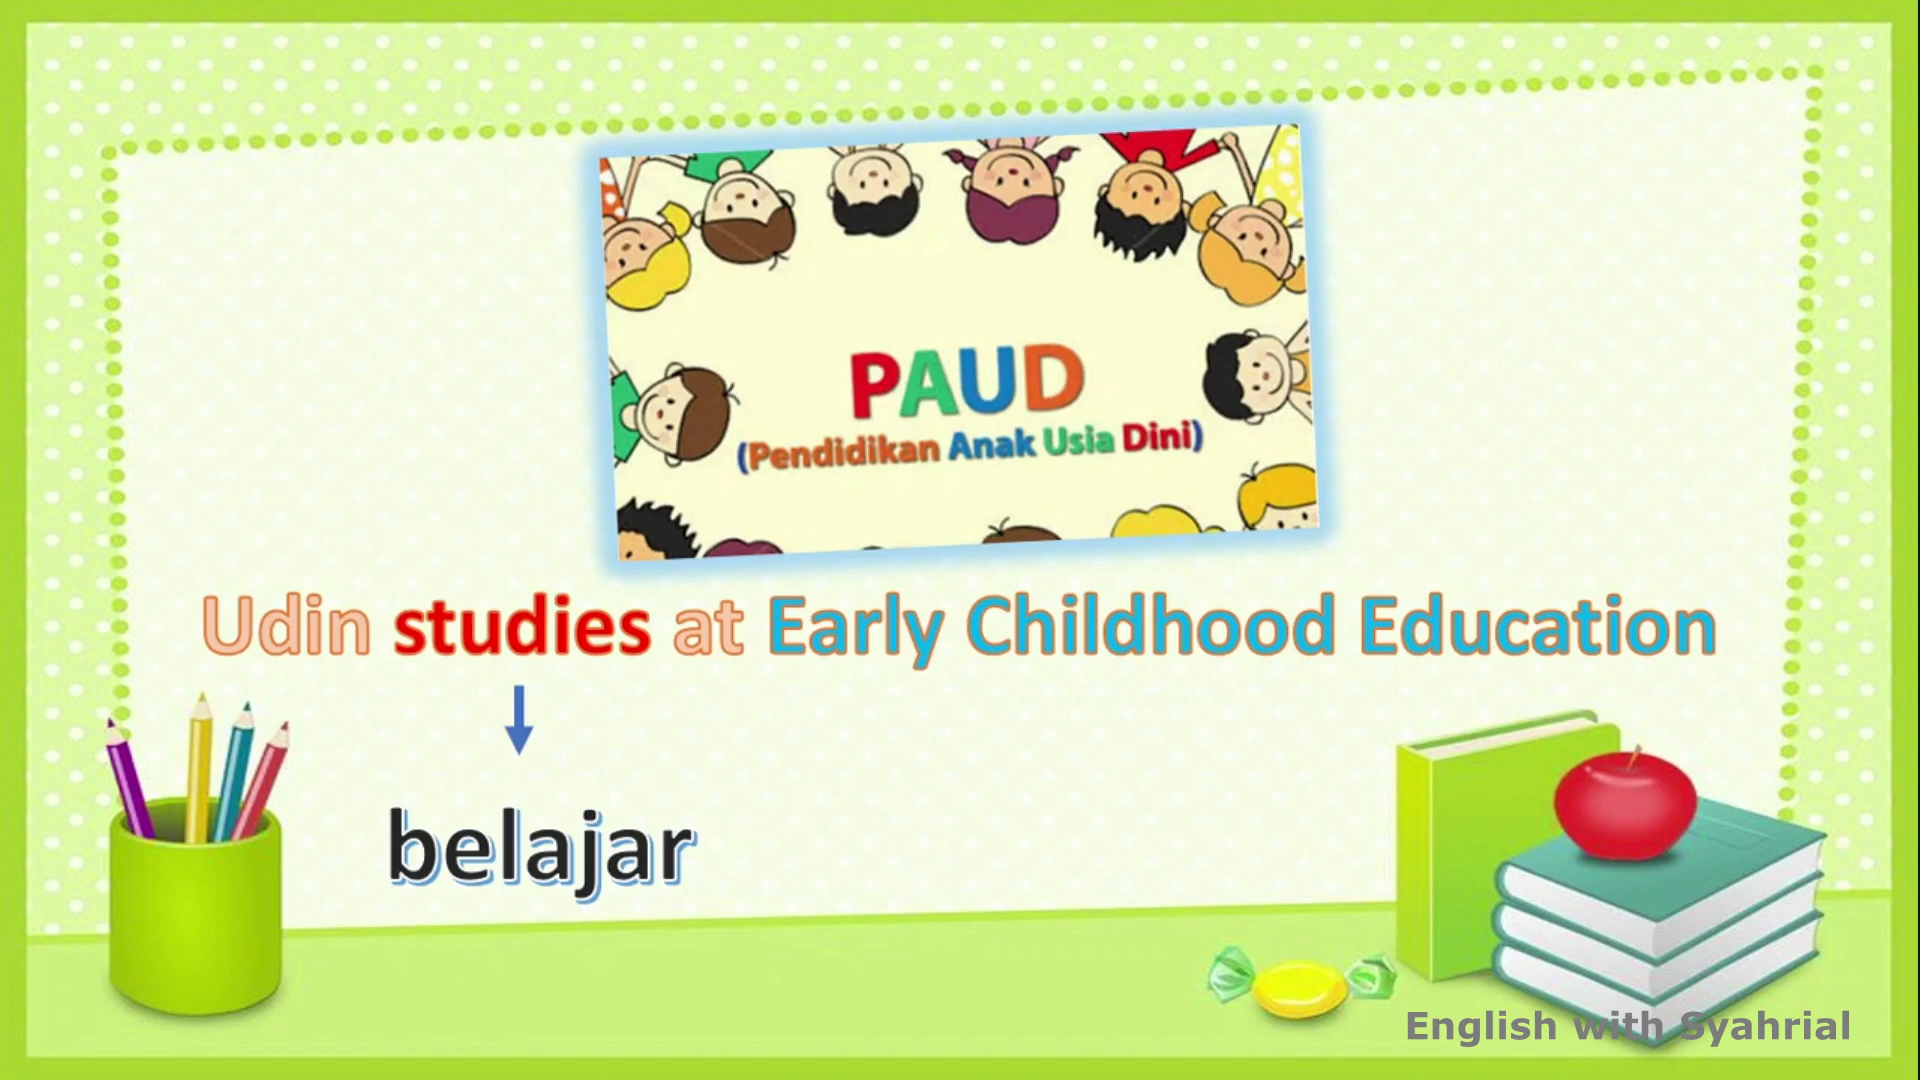 PAUD
(Pendidikan Anak Usia Dini)
Udin studies at Early Childhood Education
belajar
English with Syahrial